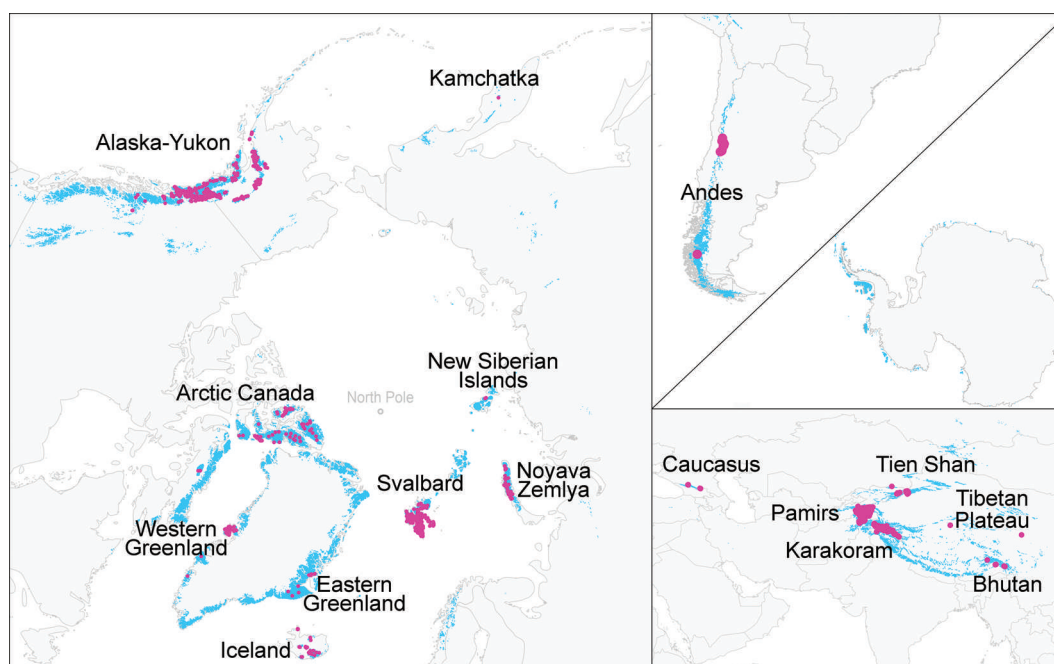 Kamchatka
Alaska-Yukon
New Siberian
Islands
Arctic Canada
North Pole
Svalbard
Noyava
Zemlya
Western
Greenland
Eastern
Greenland
Iceland
Andes
Caucasus
Tien Shan
Tibetan
Plateau
Pamirs
Karakoram
Bhutan